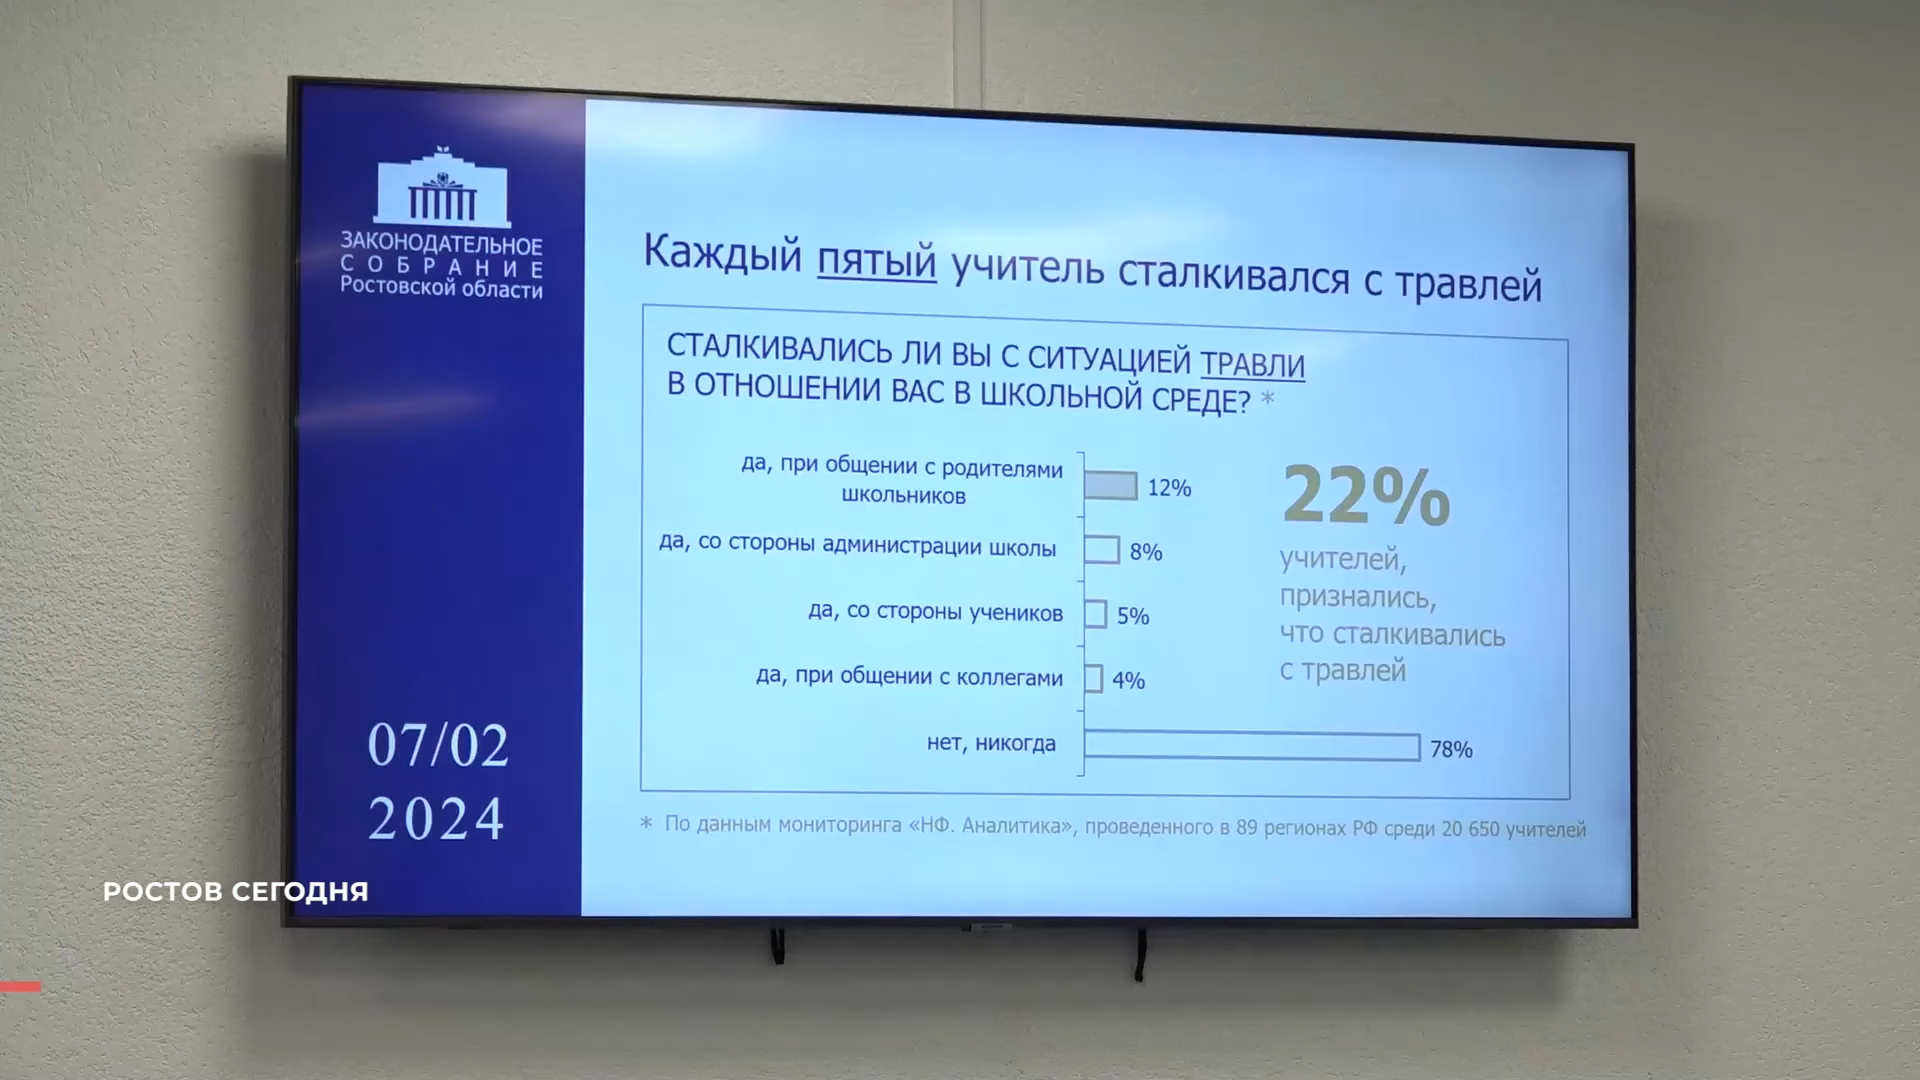 ЗАКОНОДАТЕЛЬНОЕ
СОБРАНИЕ
Ростовской области
07/02
2024
Каждый пятый учитель сталкивался с травлей
СТАЛКИВАЛИСЬ ЛИ ВЫ С СИТУАЦИЕЙ ТРАВЛИ
В ОТНОШЕНИИ ВАС В ШКОЛЬНОЙ СРЕДЕ? *
да, при общении с родителями
школьников
12%
да, со стороны администрации школы
8%
да, со стороны учеников
5%
да, при общении с коллегами
4%
нет, никогда
78%
22%
учителей,
признались,
что сталкивались
с травлей
* По данным мониторинга «НФ. Аналитика», проведенного в 89 регионах РФ среди 20 650 учителей
РОСТОВ СЕГОДНЯ